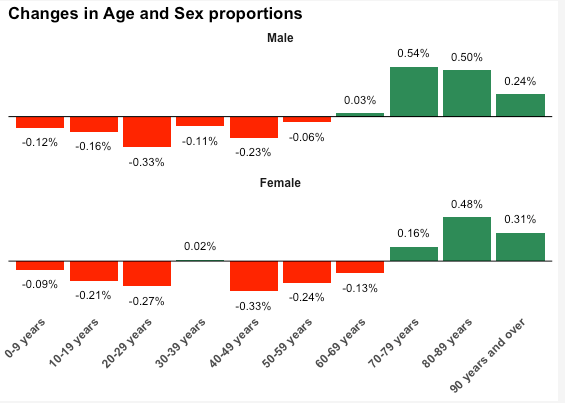 Changes in Age and Sex proportions
Male
-0.12%
-0.16%
-0.33%
-0.11%
-0.23%
-0.06%
0.03%
0.54%
0.50%
0.24%
Female
-0.09%
-0.21%
-0.27%
0.02%
-0.33%
-0.24%
-0.13%
0.16%
0.48%
0.31%
0-9 years
10-19 years
20-29 years
30-39 years
40-49 years
50-59 years
60-69 years
70-79 years
80-89 years
90 years and over